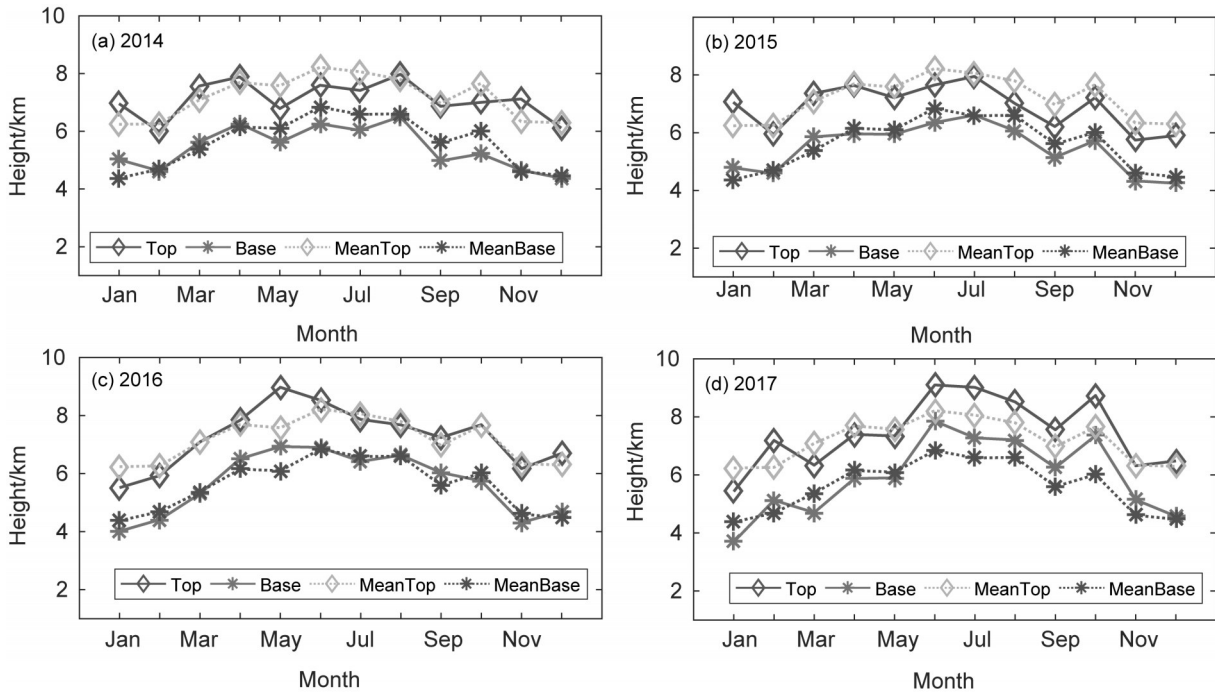 (a) 2014
10
8
6
4
2
Height/km
Top Base MeanTop MeanBase
Jan Mar May Jul Sep Nov
Month
(b) 2015
10
8
6
4
2
Height/km
Top Base MeanTop MeanBase
Jan Mar May Jul Sep Nov
Month
(c) 2016
10
8
6
4
2
Height/km
Top Base MeanTop MeanBase
Jan Mar May Jul Sep Nov
Month
(d) 2017
10
8
6
4
2
Height/km
Top Base MeanTop MeanBase
Jan Mar May Jul Sep Nov
Month